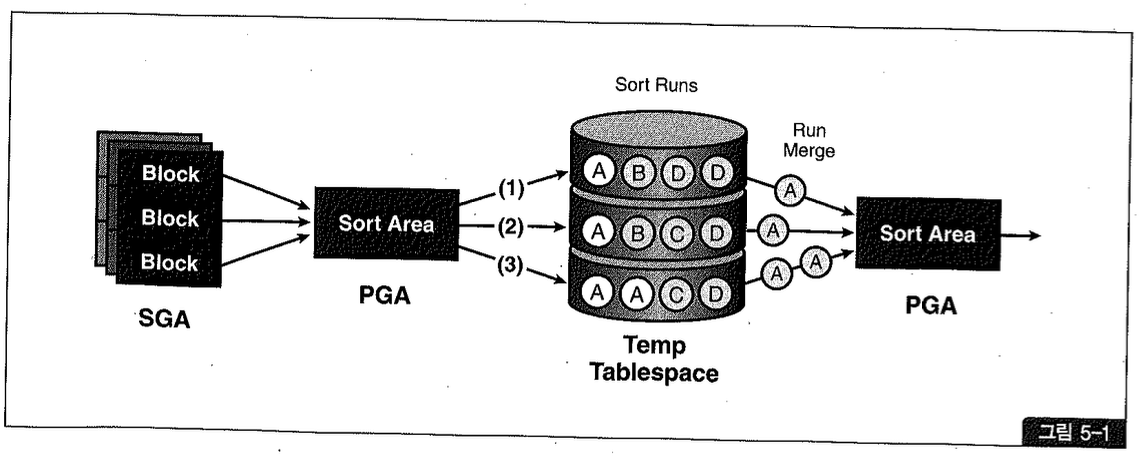 Sort Runs
Run
Merge
Block
Block
Block
SGA
Sort Area
PGA
(1)
(2)
(3)
A B D D
A B C D
A A C D
Temp
Tablespace
A
A
A A
Sort Area
PGA
그림 5-1